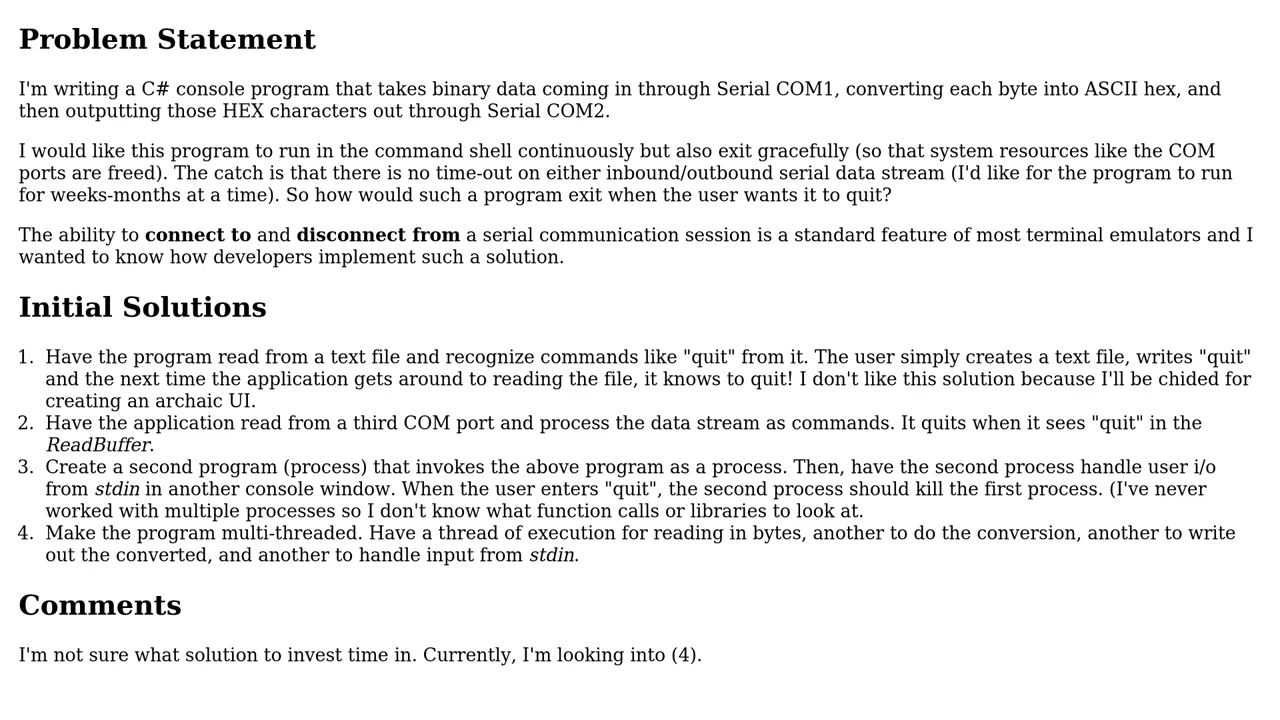 Problem Statement
I'm writing a C# console program that takes binary data coming in through Serial COM1, converting each byte into ASCII hex, and
then outputting those HEX characters out through Serial COM2.
I would like this program to run in the command shell continuously but also exit gracefully (so that system resources like the COM
ports are freed). The catch is that there is no time-out on either inbound/outbound serial data stream (I'd like for the program to run
for weeks-months at a time). So how would such a program exit when the user wants it to quit?
The ability to connect to and disconnect from a serial communication session is a standard feature of most terminal emulators and I
wanted to know how developers implement such a solution.
Initial Solutions
1. Have the program read from a text file and recognize commands like "quit" from it. The user simply creates a text file, writes "quit"
and the next time the application gets around to reading the file, it knows to quit! I don't like this solution because I'll be chided for
creating an archaic UI.
2. Have the application read from a third COM port and process the data stream as commands. It quits when it sees "quit" in the
ReadBuffer.
3. Create a second program (process) that invokes the above program as a process. Then, have the second process handle user i/o
from stdin in another console window. When the user enters "quit", the second process should kill the first process. (I've never
worked with multiple processes so I don't know what function calls or libraries to look at.
4. Make the program multi-threaded. Have a thread of execution for reading in bytes, another to do the conversion, another to write
out the converted, and another to handle input from stdin.
Comments
I'm not sure what solution to invest time in. Currently, I'm looking into (4).